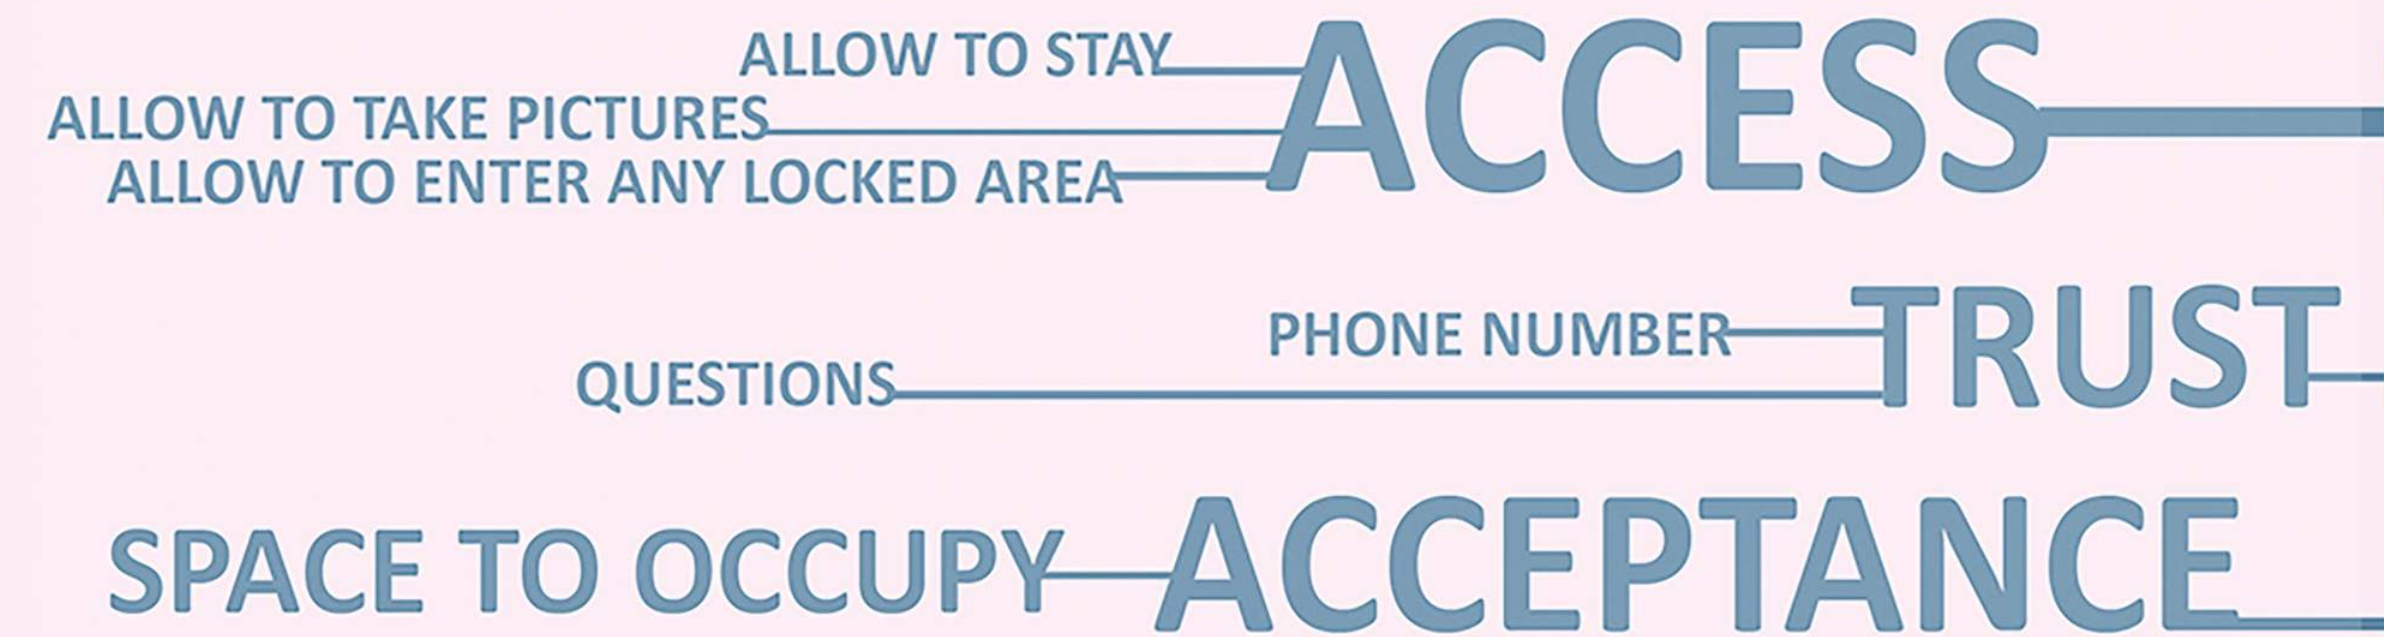 ALLOW TO STAY
ACCESS
ALLOW TO TAKE PICTURES
ALLOW TO ENTER ANY LOCKED AREA
PHONE NUMBER
TRUST
QUESTIONS
SPACE TO OCCUPY
ACCEPTANCE